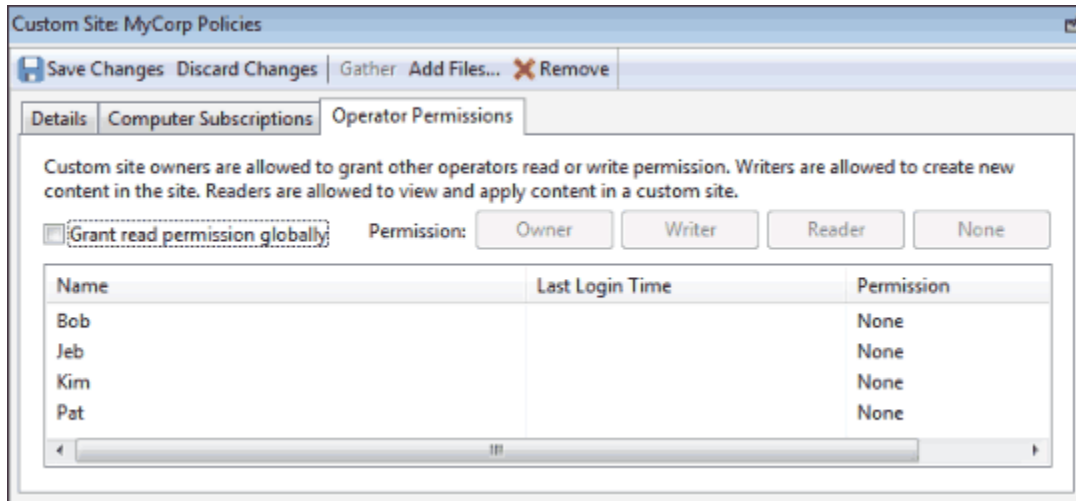 Custom Site: MyCorp Policies
Save Changes Discard Changes Gather Add Files... Remove
Details Computer Subscriptions Operator Permissions
Custom site owners are allowed to grant other operators read or write permission. Writers are allowed to create new
content in the site. Readers are allowed to view and apply content in a custom site.
Grant read permission globally Permission: Owner Writer Reader None
Name Last Login Time Permission
Bob None
Jeb None
Kim None
Pat None